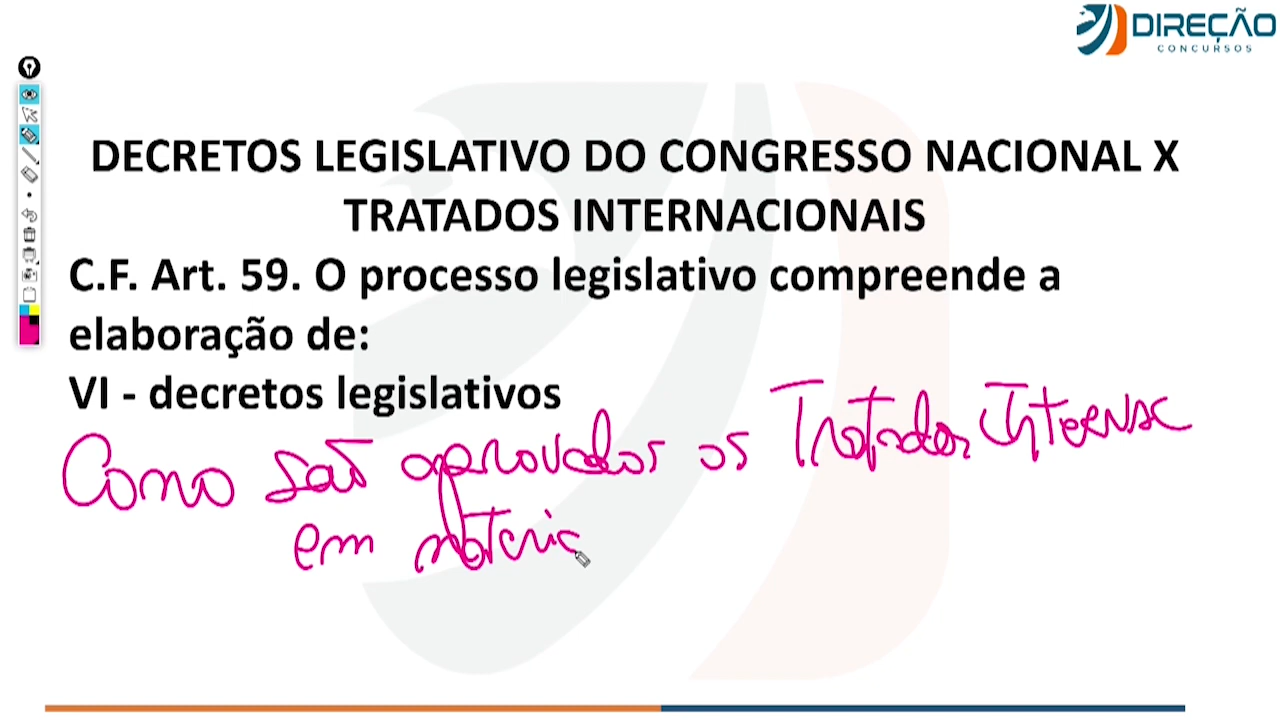 DIREÇÃO
CONCURSOS
DECRETOS LEGISLATIVO DO CONGRESSO NACIONAL X
TRATADOS INTERNACIONAIS
C.F. Art. 59. O processo legislativo compreende a
elaboração de:
VI - decretos legislativos
Como são aprovados os Tratados Internac
em materia